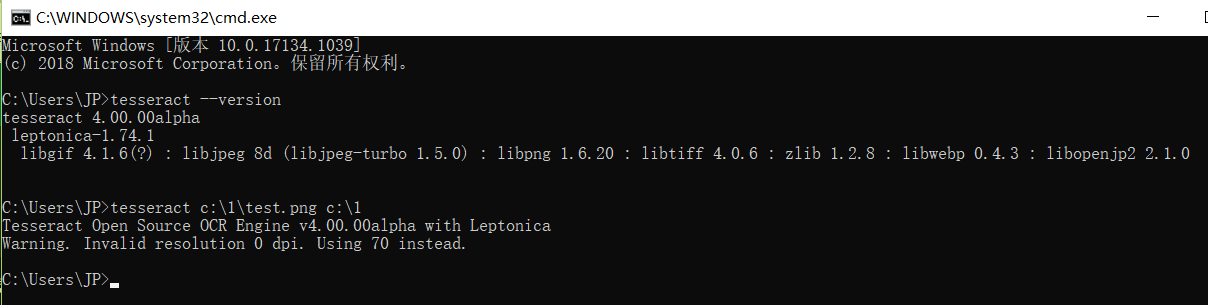 C:\WINDOWS\system32\cmd.exe
Microsoft Windows [版本 10.0.17134.1039]
(c) 2018 Microsoft Corporation。保留所有权利。
C:\Users\JP>tesseract --version
tesseract 4.00.00alpha
leptonica-1.74.1
libgif 4.1.6(?) : libjpeg 8d (libjpeg-turbo 1.5.0) : libpng 1.6.20 : libtiff 4.0.6 : zlib 1.2.8 : libwebp 0.4.3 : libopenjp2 2.1.0
C:\Users\JP>tesseract c:\1\test.png c:\1
Tesseract Open Source OCR Engine v4.00.00alpha with Leptonica
Warning. Invalid resolution 0 dpi. Using 70 instead.
C:\Users\JP>